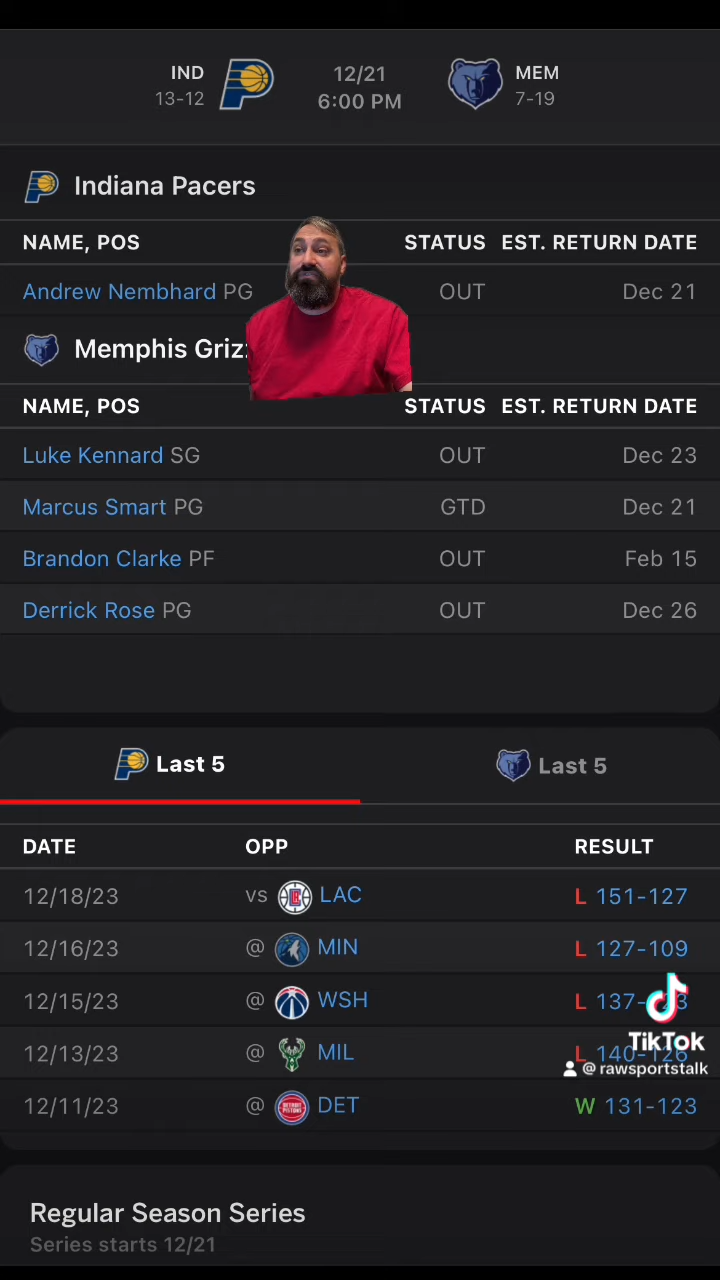 IND
13-12
12/21
6:00 PM
MEM
7-19
Indiana Pacers
NAME, POS STATUS EST. RETURN DATE
Andrew Nembhard PG OUT Dec 21
Memphis
NAME, POS STATUS EST. RETURN DATE
Luke Kennard SG OUT Dec 23
Marcus Smart PG GTD Dec 21
Brandon Clarke PF OUT Feb 15
Derrick Rose PG OUT Dec 26
Last 5 Last 5
DATE OPP RESULT
12/18/23 vs LAC L 151-127
12/16/23 @ MIN L 127-109
12/15/23 @ WSH L
12/13/23 @ MIL L 140-126
12/11/23 @ DET W 131-123
TikTok
@rawsportstalk
Regular Season Series
Series starts 12/21